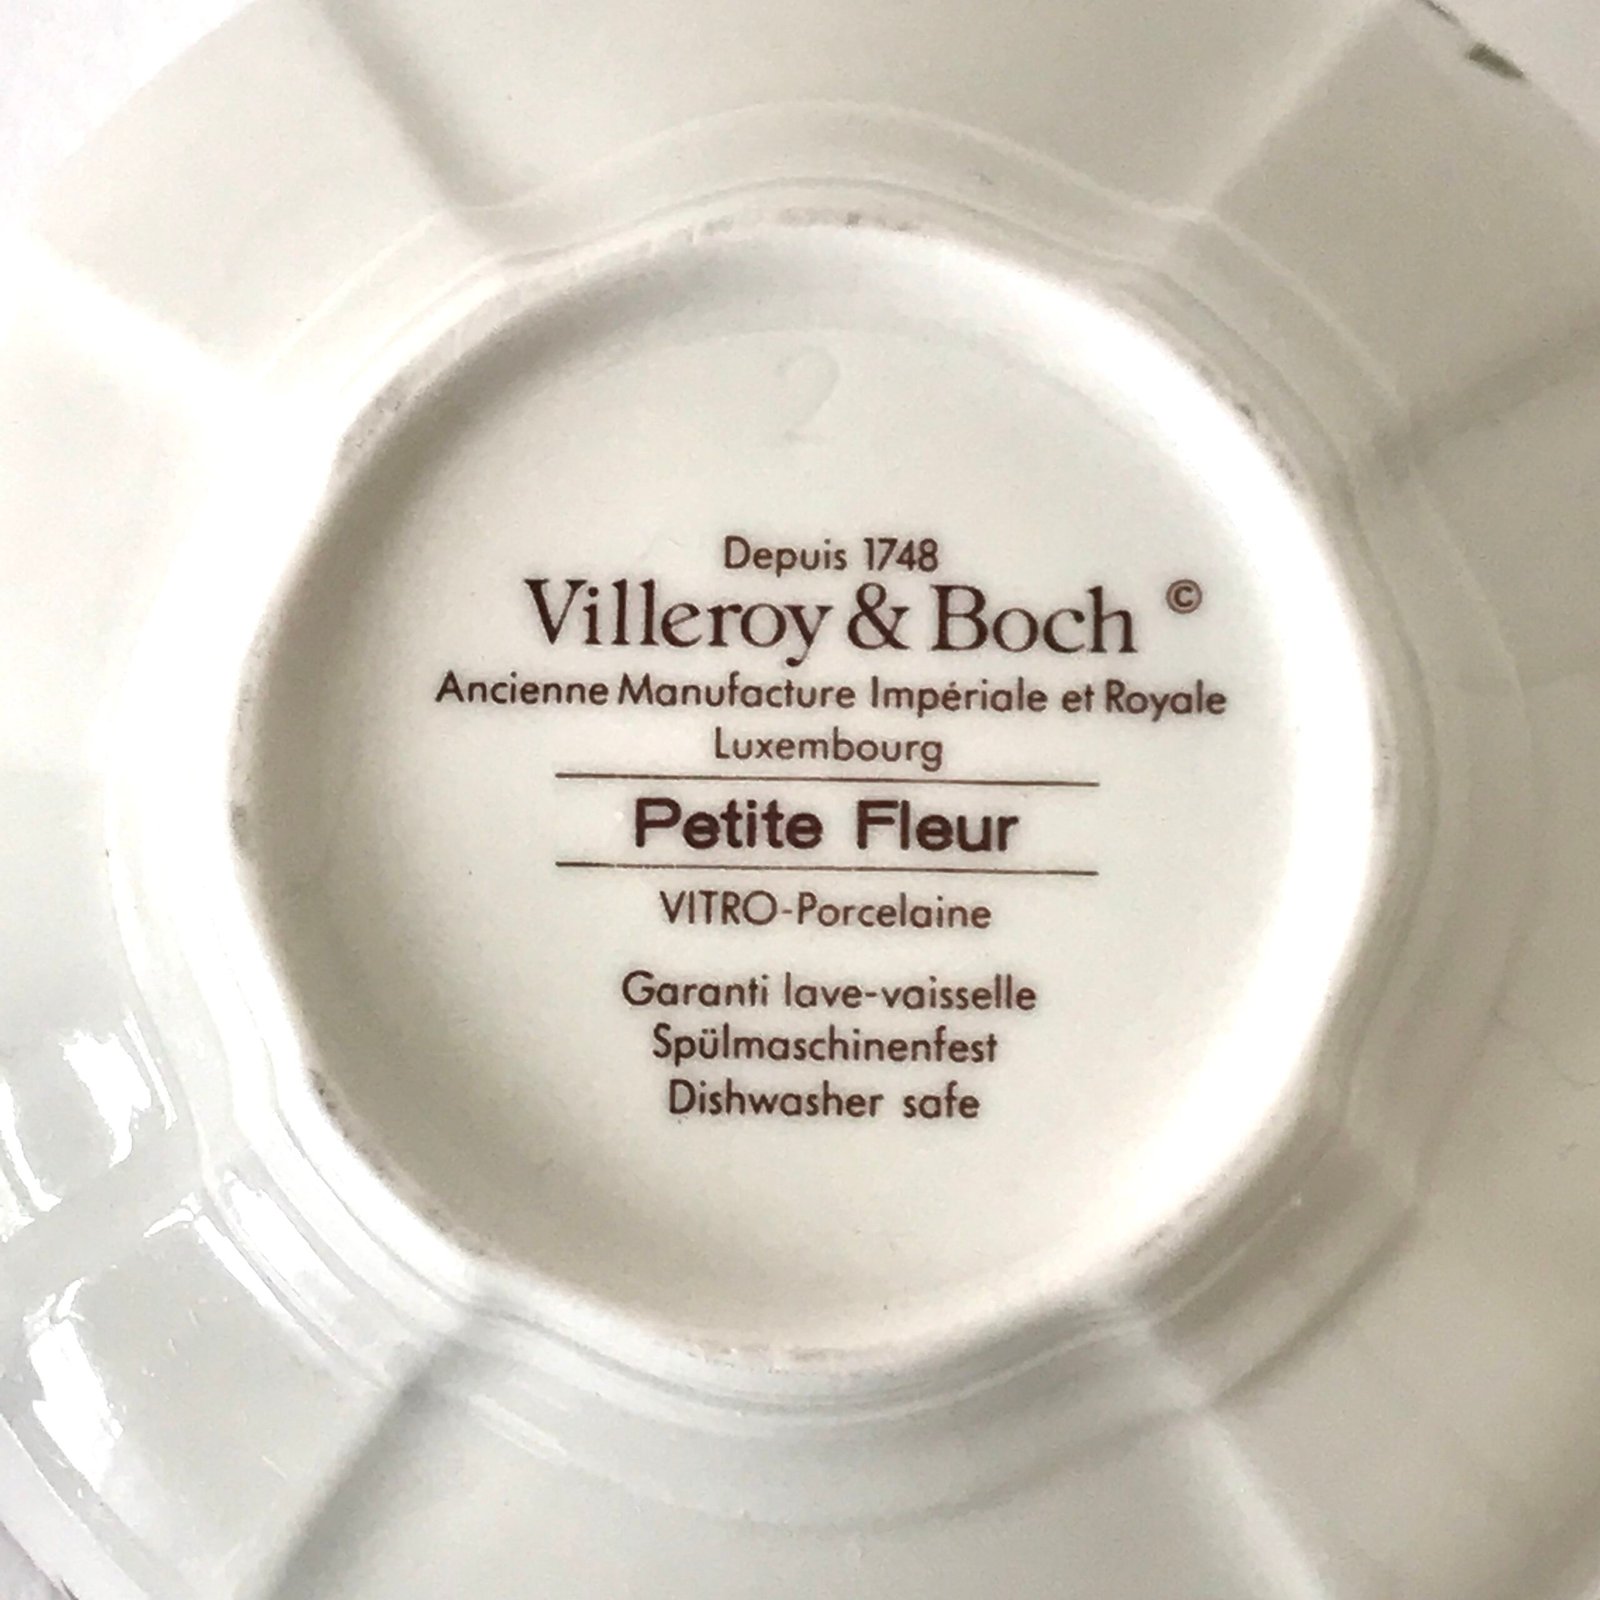 2
Depuis 1748
Villeroy & Boch ©
Ancienne Manufacture Impériale et Royale
Luxembourg
Petite Fleur
VITRO-Porcelaine
Garanti lave-vaisselle
Spülmaschinenfest
Dishwasher safe